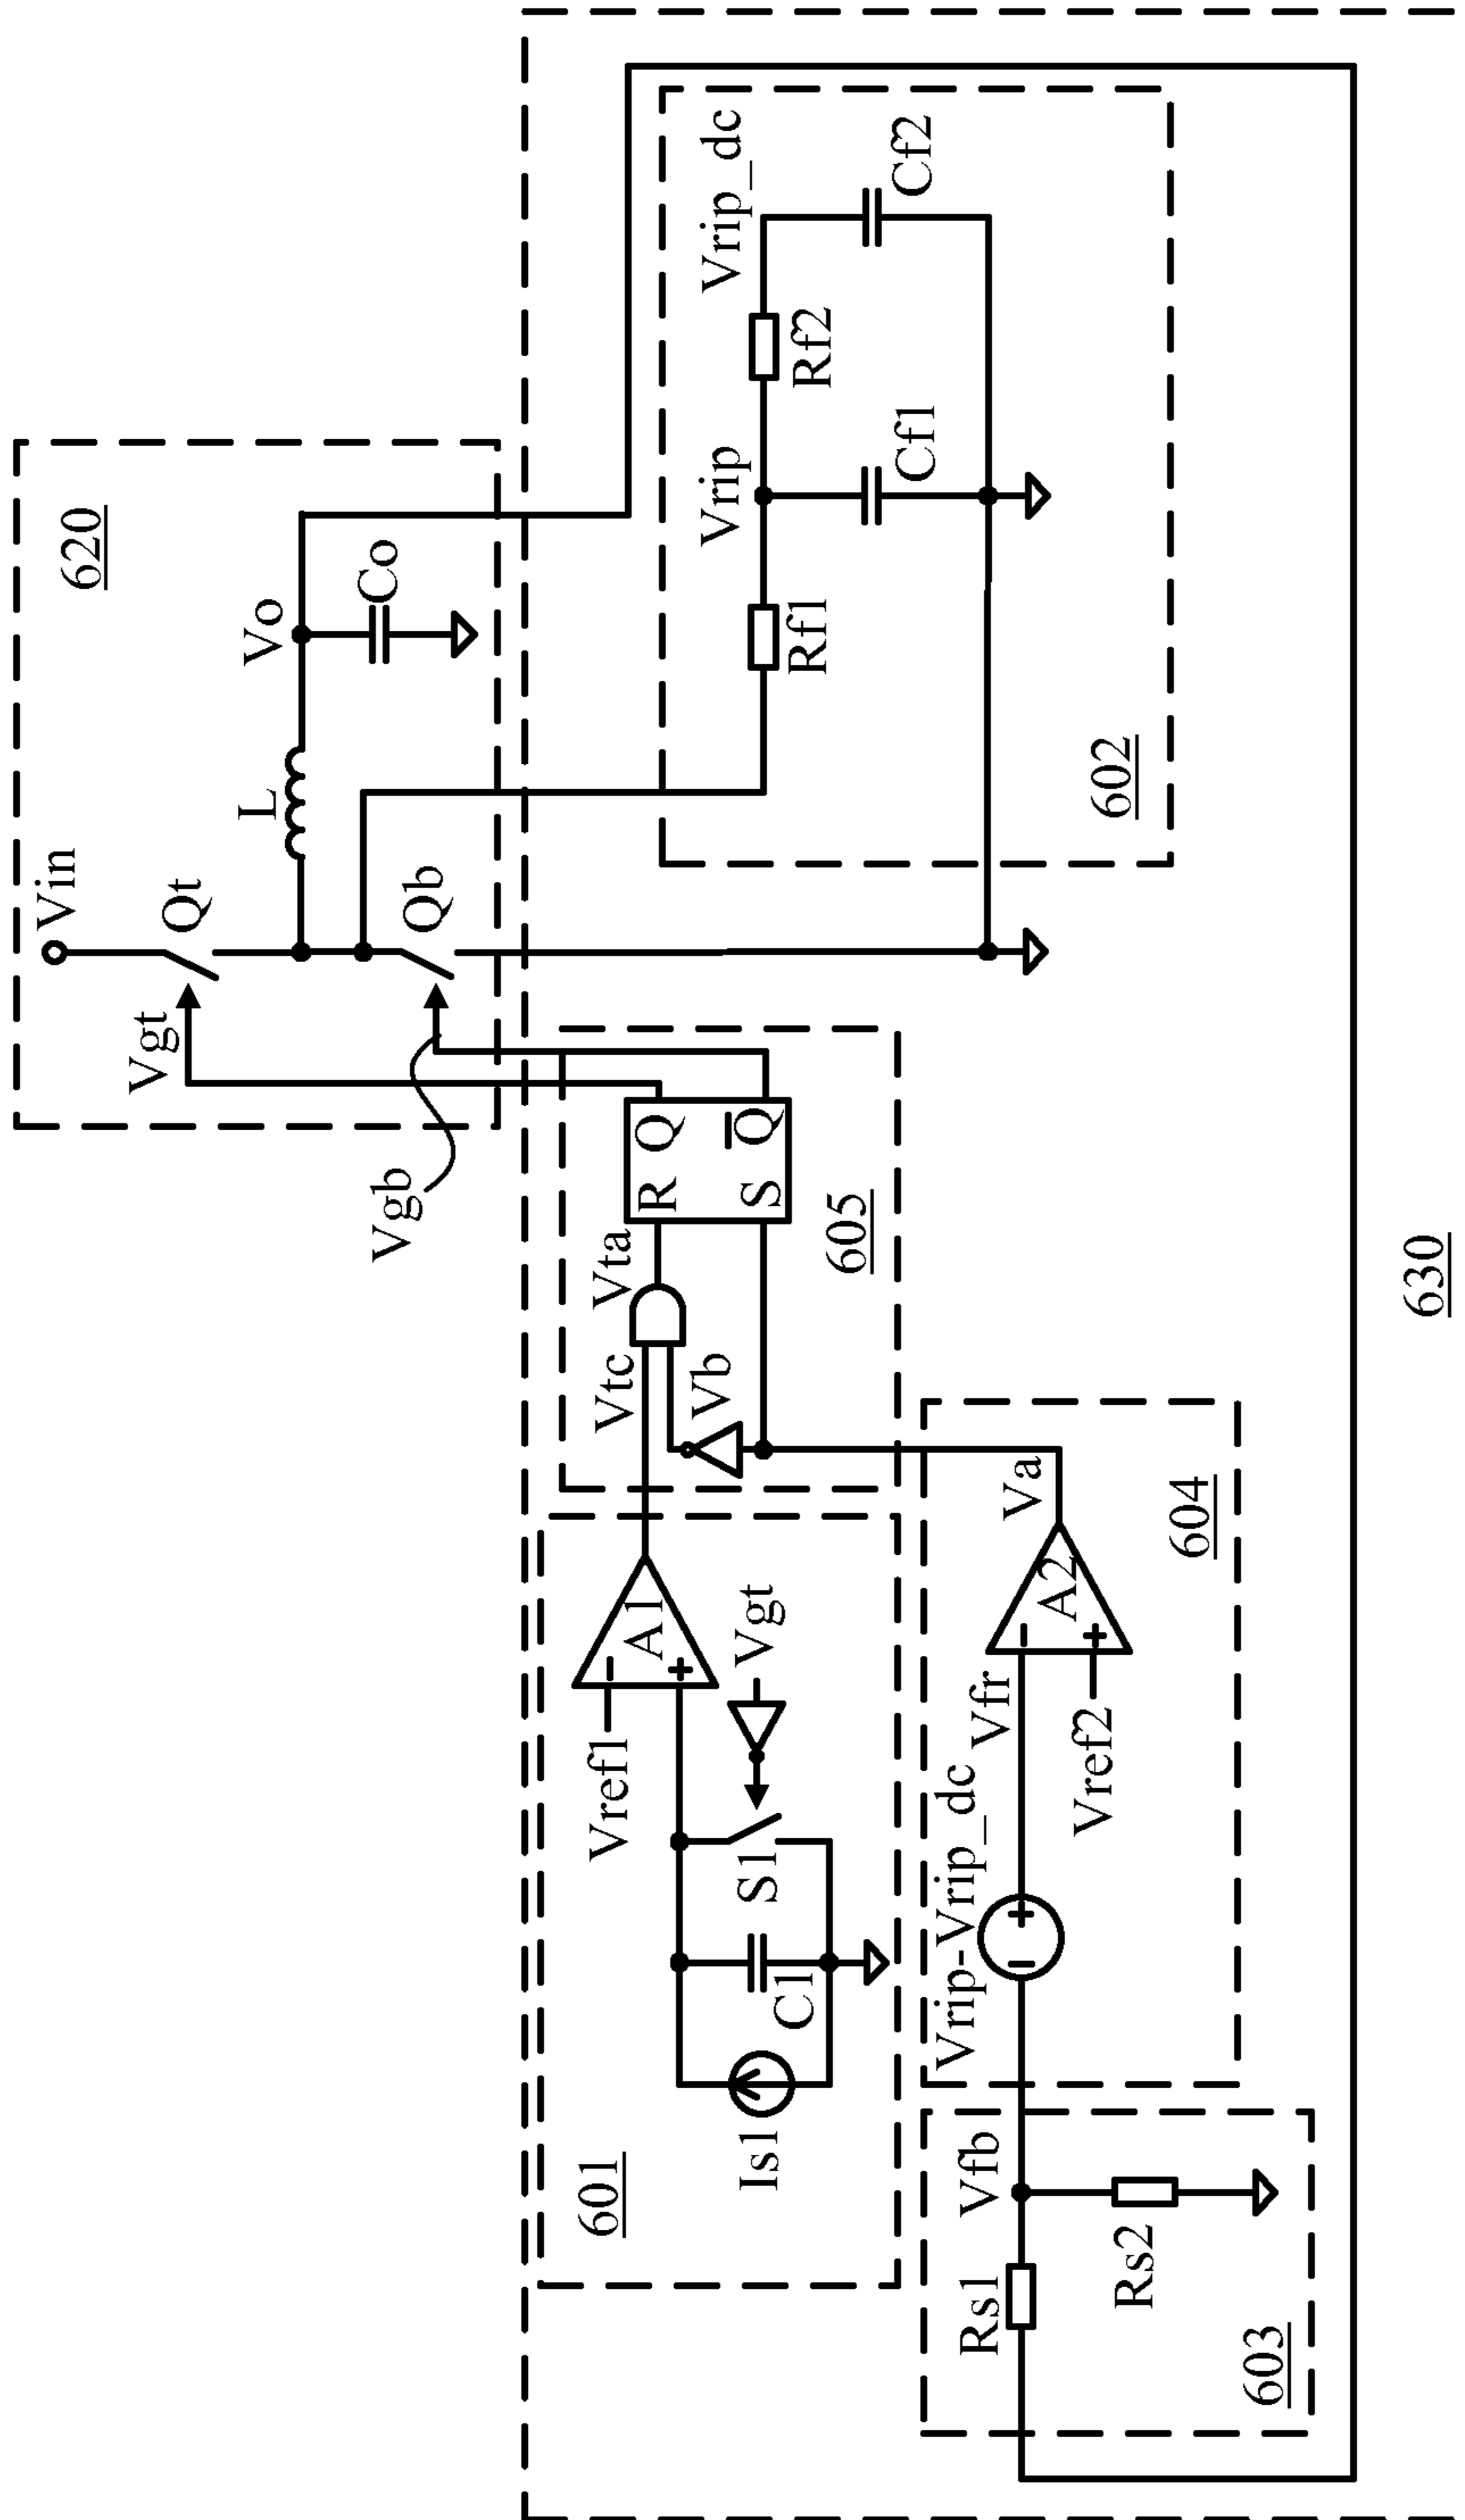 620
Vin
Qt
Vgt
L
Vo
Co
Qb
Vgb
Vrip
Vrip_dc
Rf1
Rf2
Cf1
Cf2
602
601
Is1
C1
S1
Vref1
A1
Vgt
Vtc
Vta
Vb
R Q
S Q̅
605
603
Rs1
Vfb
Rs2
Vrip-Vrip_dc
Vfr
Vref2
A2
Va
604
630